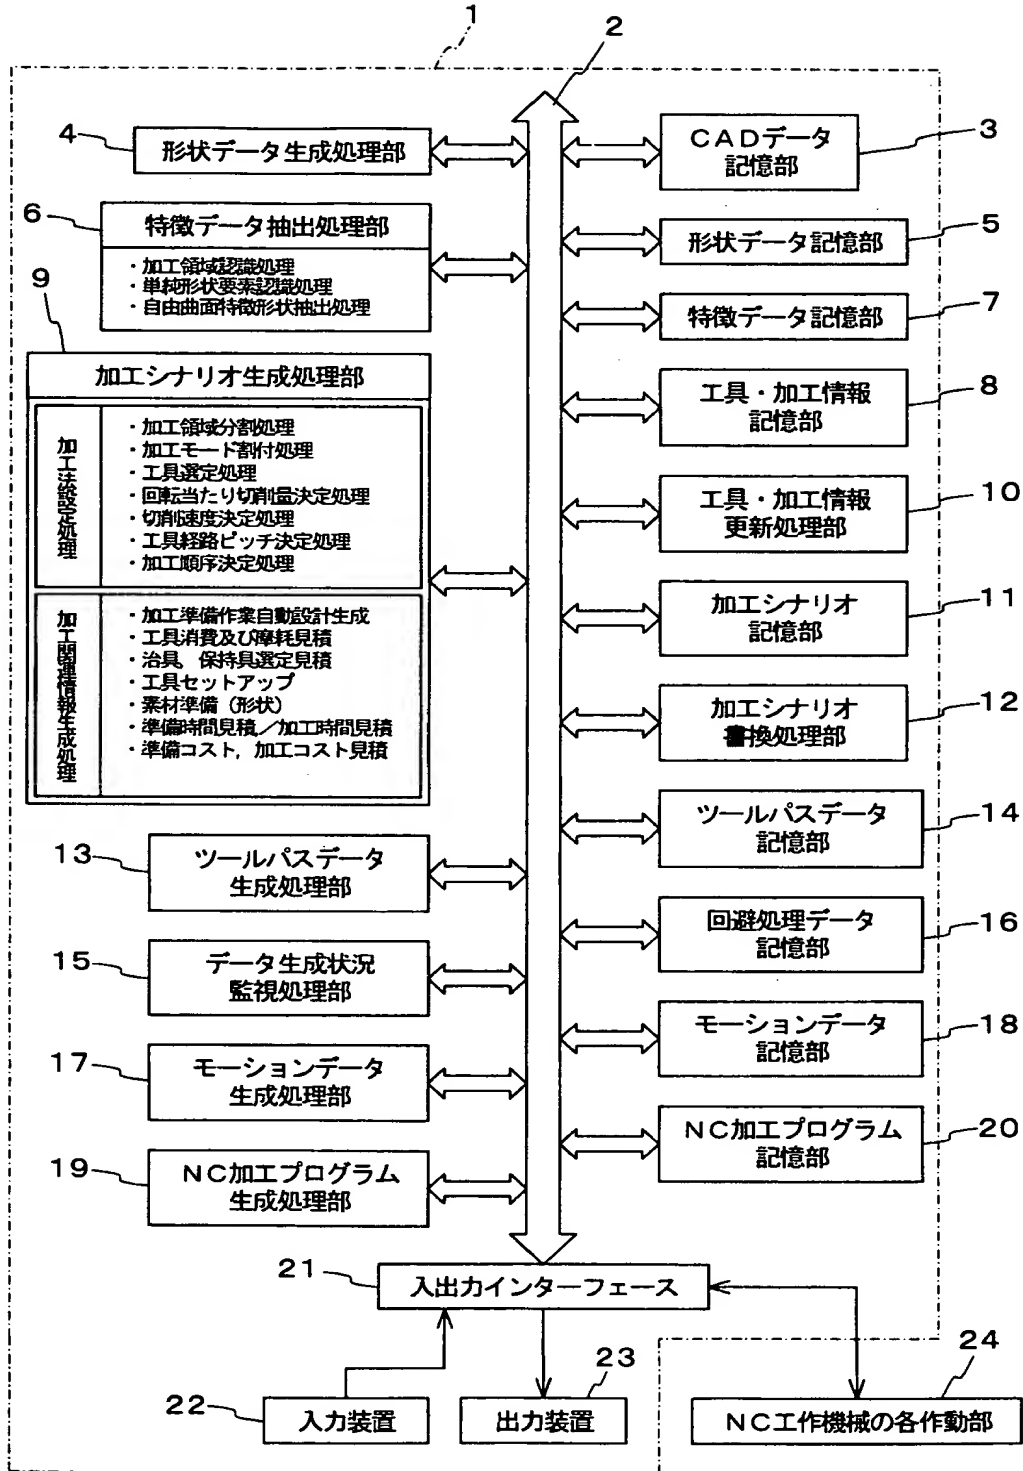 1
2
4
形状データ生成処理部
CADデータ
記憶部
3
6
特徴データ抽出処理部
・加工領域認識処理
・単純形状要素認識処理
・自由曲面特徴形状抽出処理
形状データ記憶部
5
特徴データ記憶部
7
9
加工シナリオ生成処理部
加工法設定処理
・加工領域分割処理
・加工モード割付処理
・工具選定処理
・回転当たり切削量決定処理
・切削速度決定処理
・工具経路ピッチ決定処理
・加工順序決定処理
加工関連情報生成処理
・加工準備作業自動設計生成
・工具消費及び摩耗見積
・治具、保持具選定見積
・工具セットアップ
・素材準備（形状）
・準備時間見積／加工時間見積
・準備コスト，加工コスト見積
工具・加工情報
記憶部
8
工具・加工情報
更新処理部
10
加工シナリオ
記憶部
11
加工シナリオ
書換処理部
12
13
ツールパスデータ
生成処理部
ツールパスデータ
記憶部
14
15
データ生成状況
監視処理部
回避処理データ
記憶部
16
17
モーションデータ
生成処理部
モーションデータ
記憶部
18
19
NC加工プログラム
生成処理部
NC加工プログラム
記憶部
20
21
入出力インターフェース
22
入力装置
23
出力装置
24
NC工作機械の各作動部